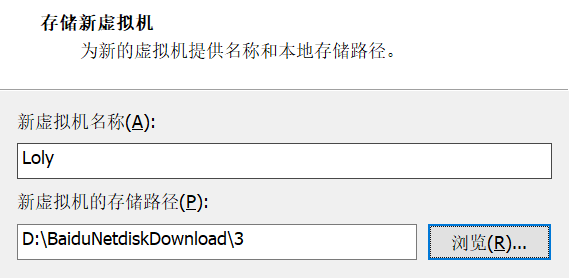 存储新虚拟机
为新的虚拟机提供名称和本地存储路径。
新虚拟机名称(A):
Loly
新虚拟机的存储路径(P):
D:\BaiduNetdiskDownload\3
浏览(R)...